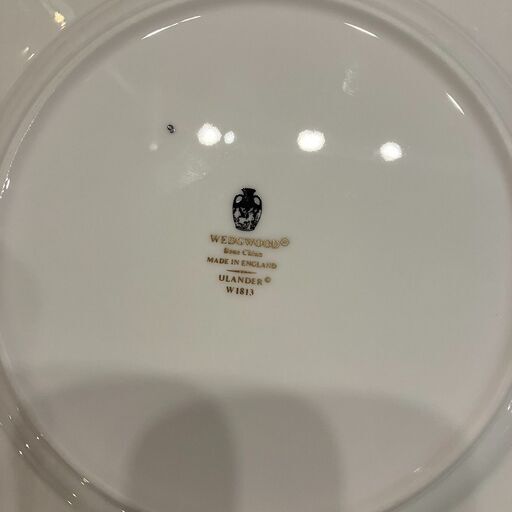 WEDGWOOD®
Bone China
MADE IN ENGLAND
ULANDER©
W1813